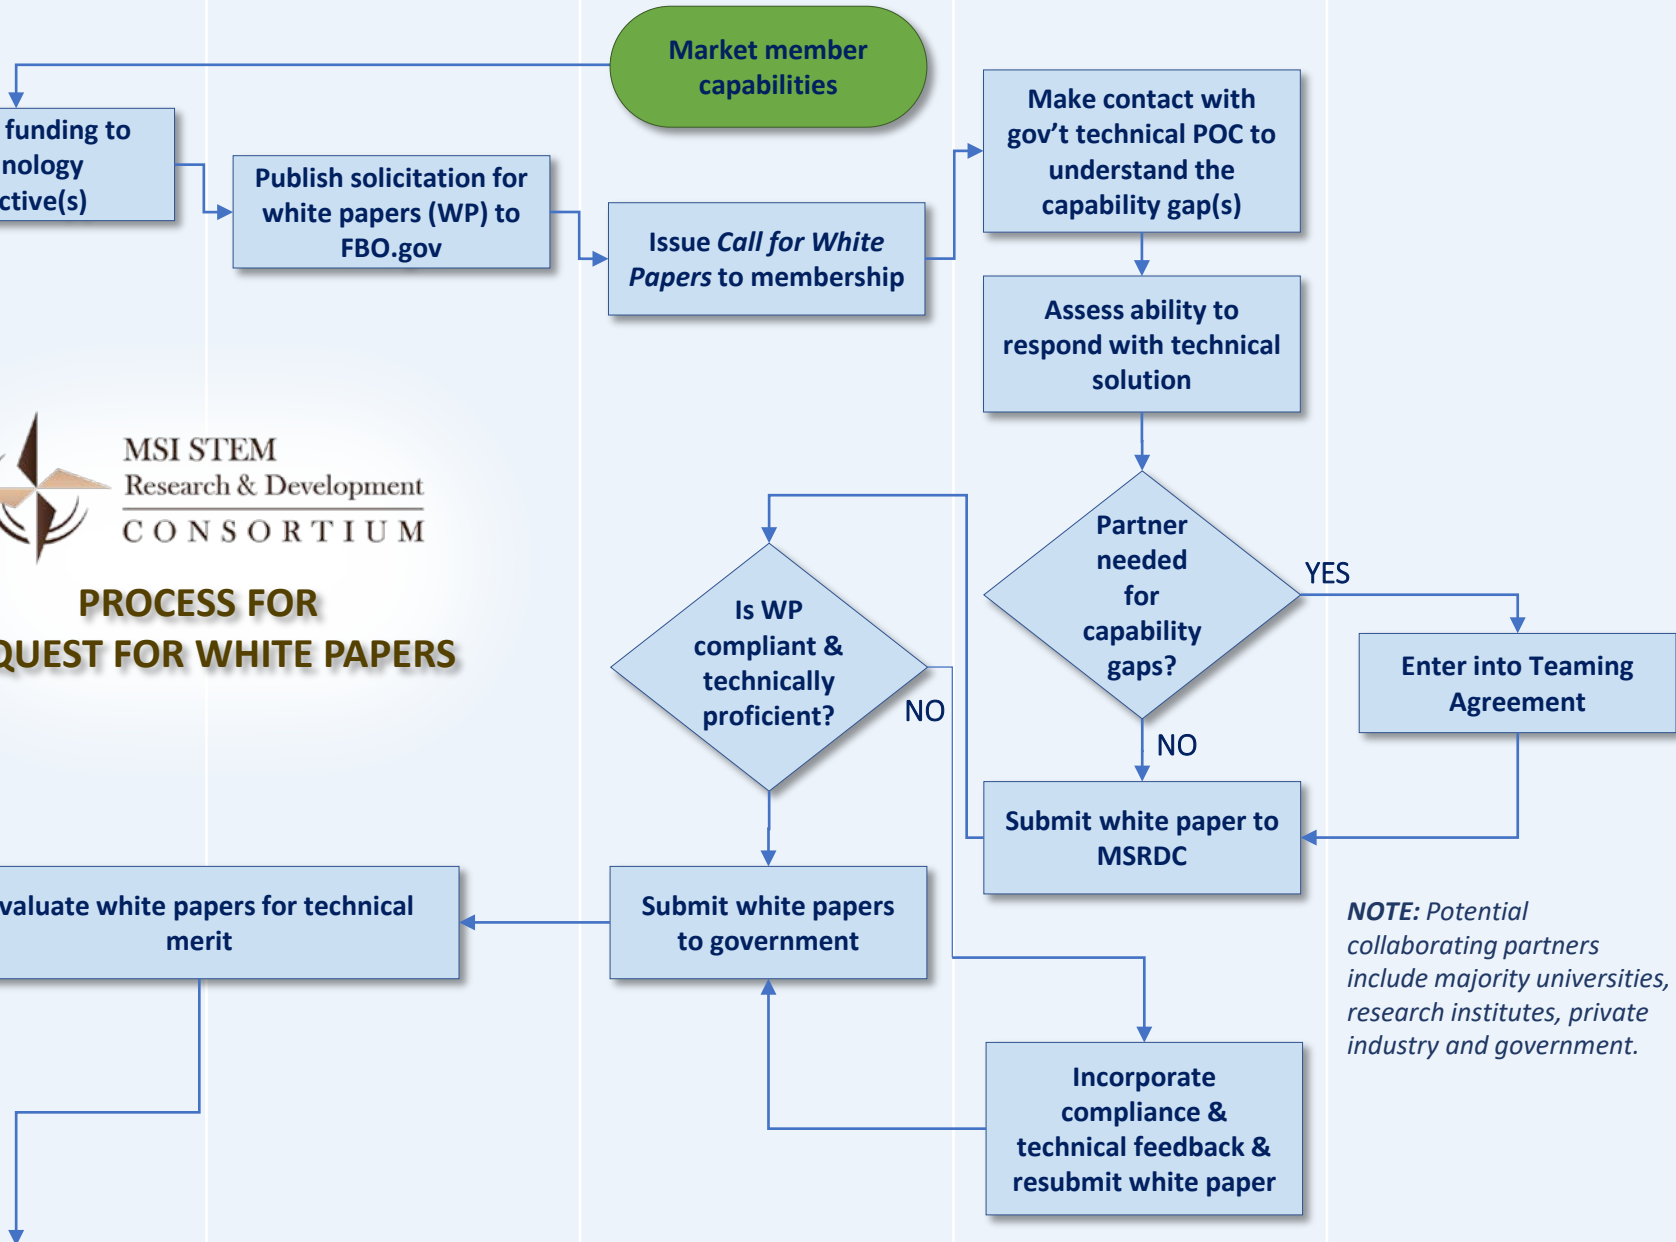 Market member
capabilities
funding to
Publish solicitation for
white papers (WP) to
FBO.gov
Issue Call for White
Papers to membership
Make contact with
gov't technical POC to
understand the
capability gap(s)
Assess ability to
respond with technical
solution
MSI STEM
Research & Development
CONSORTIUM
PROCESS FOR
FOR WHITE PAPERS
Partner
needed
for
capability
gaps?
YES
NO
Enter into Teaming
Agreement
Is WP
compliant &
technically
proficient?
NO
Submit white paper to
MSRDC
Submit white papers
to government
white papers for technical
merit
Incorporate
compliance &
technical feedback &
resubmit white paper
NOTE: Potential
collaborating partners
include majority universities,
research institutes, private
industry and government.